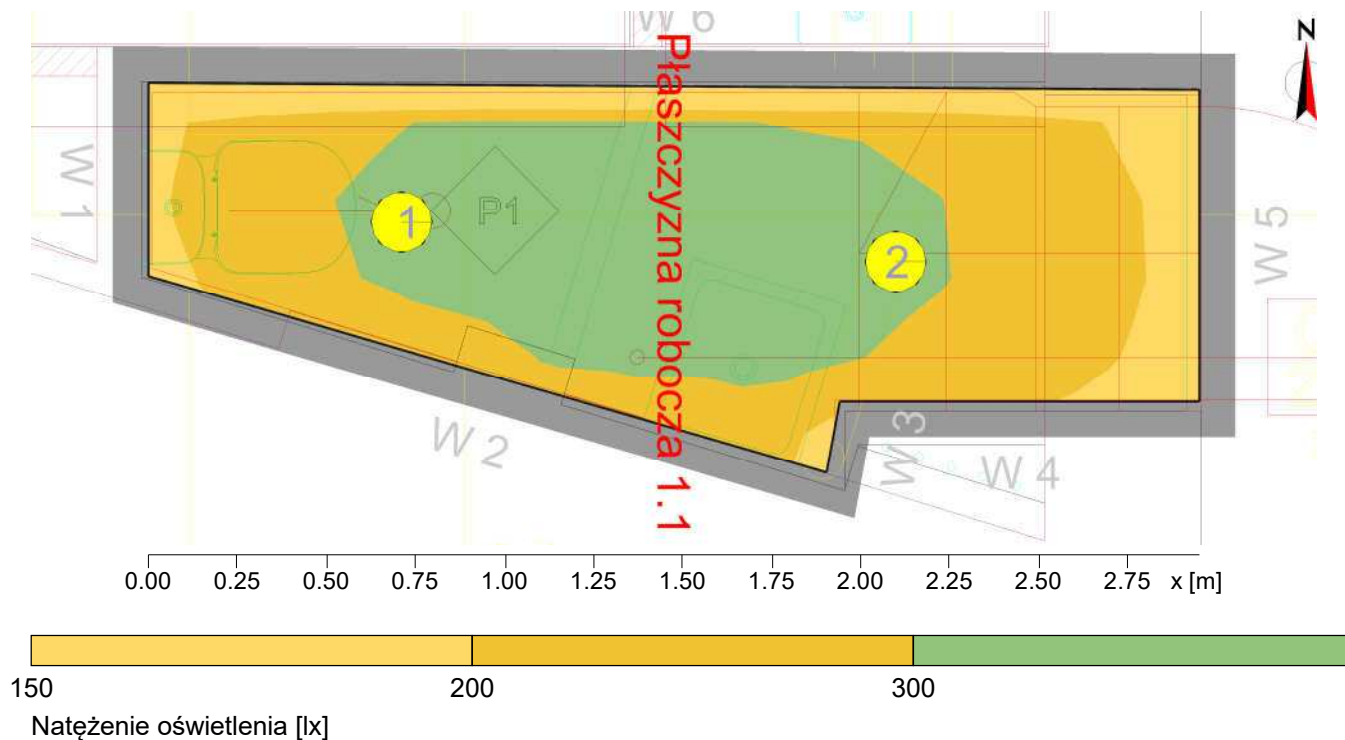 W 6
N
Płaszczyzna robocza 1.1
W 1
1
P1
2
W 5
W 2
W 3
W 4
0.00 0.25 0.50 0.75 1.00 1.25 1.50 1.75 2.00 2.25 2.50 2.75 x [m]
150 200 300
Natężenie oświetlenia [lx]